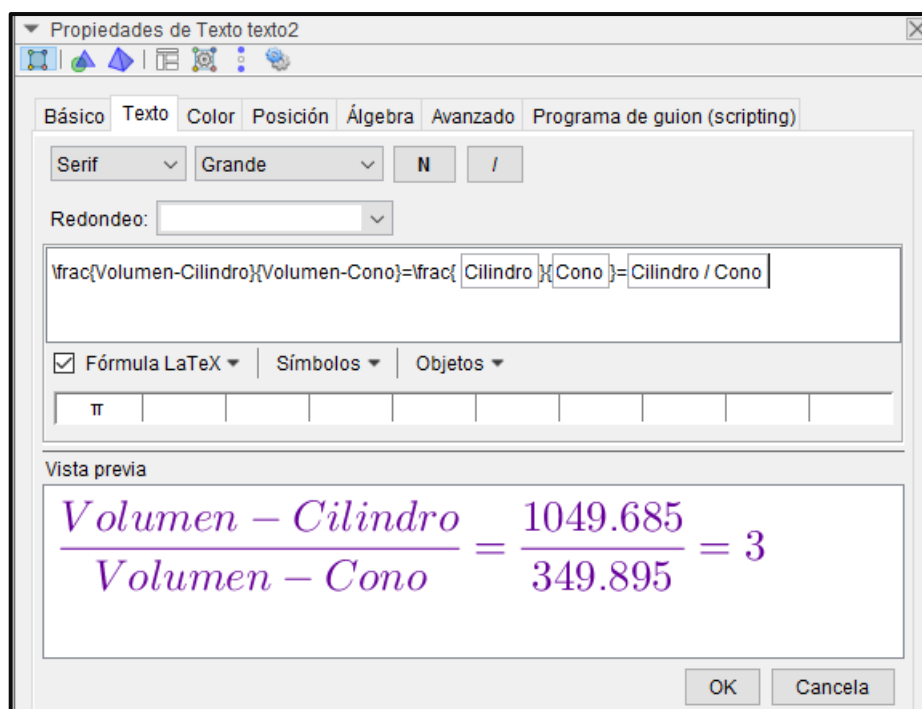 Propiedades de Texto texto2
Básico Texto Color Posición Álgebra Avanzado Programa de guion (scripting)
Serif Grande N I
Redondeo:
\frac{Volumen-Cilindro}{Volumen-Cono}=\frac{ Cilindro }{ Cono }= Cilindro / Cono
Fórmula LaTeX Símbolos Objetos
π
Vista previa
Volumen − Cilindro / Volumen − Cono = 1049.685 / 349.895 = 3
OK Cancela